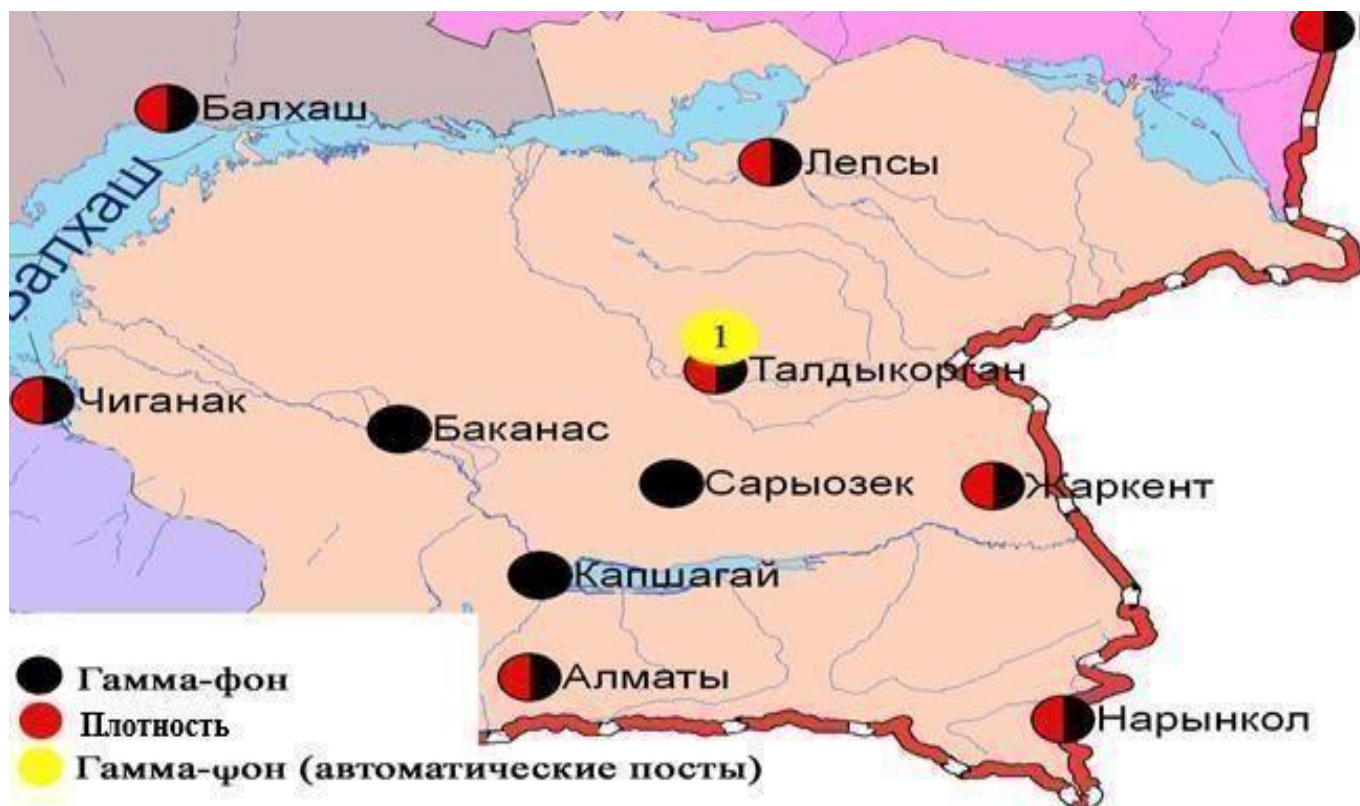 Балхаш
Лепсы
Балхаш
1
Талдыкорган
Чиганак
Баканас
Сарыозек
Жаркент
Капшагай
Алматы
Нарынкол
Гамма-фон
Плотность
Гамма-фон (автоматические посты)